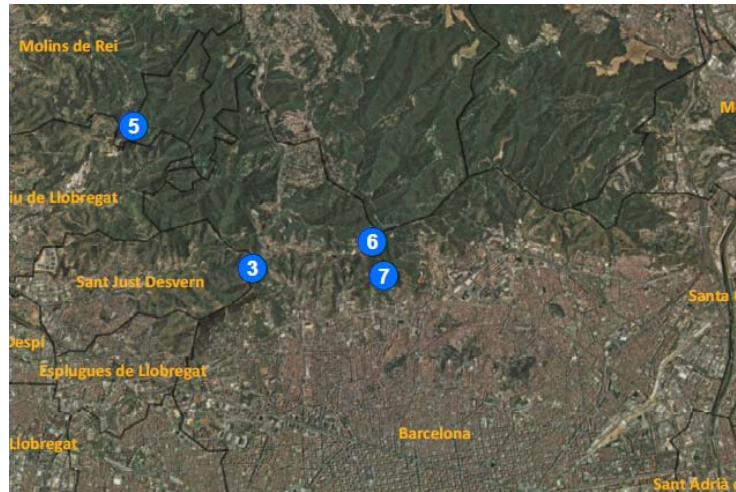 Molins de Rei
M
5
iu de Llobregat
6
3
7
Sant Just Desvern
Santa
Despí
Esplugues de Llobregat
Barcelona
Llobregat
Sant Adrià